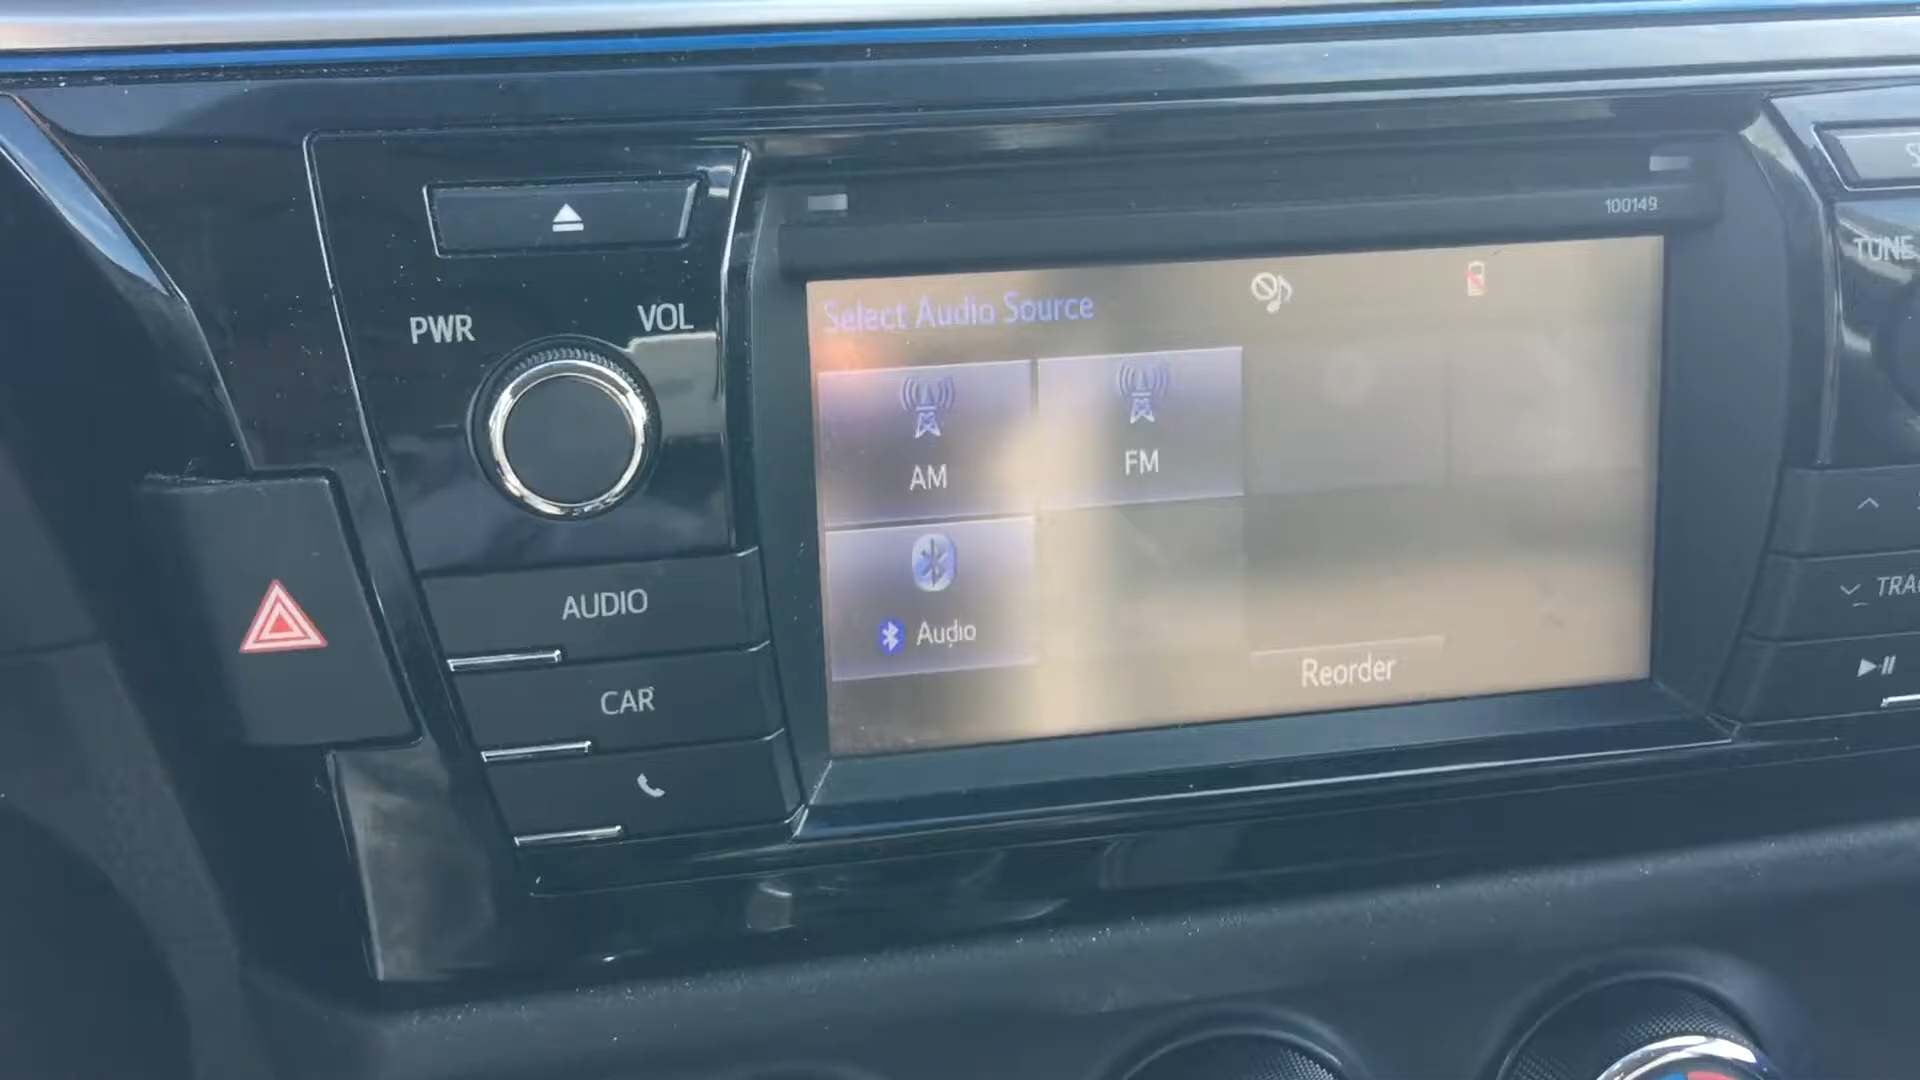 100149
PWR
VOL
TUNE
Select Audio Source
AM
FM
Audio
Reorder
AUDIO
CAR